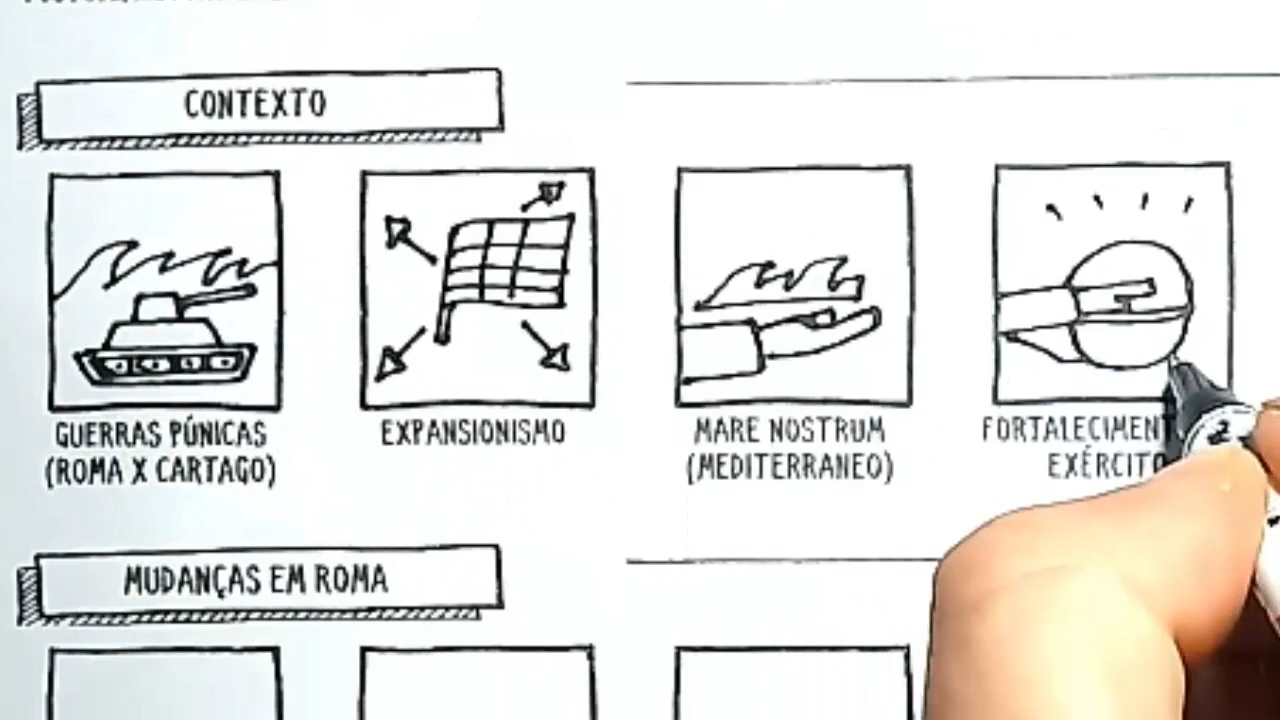 CONTEXTO
GUERRAS PÚNICAS
(ROMA X CARTAGO)
EXPANSIONISMO
MARE NOSTRUM
(MEDITERRANEO)
EXÉRCITO
MUDANÇAS EM ROMA